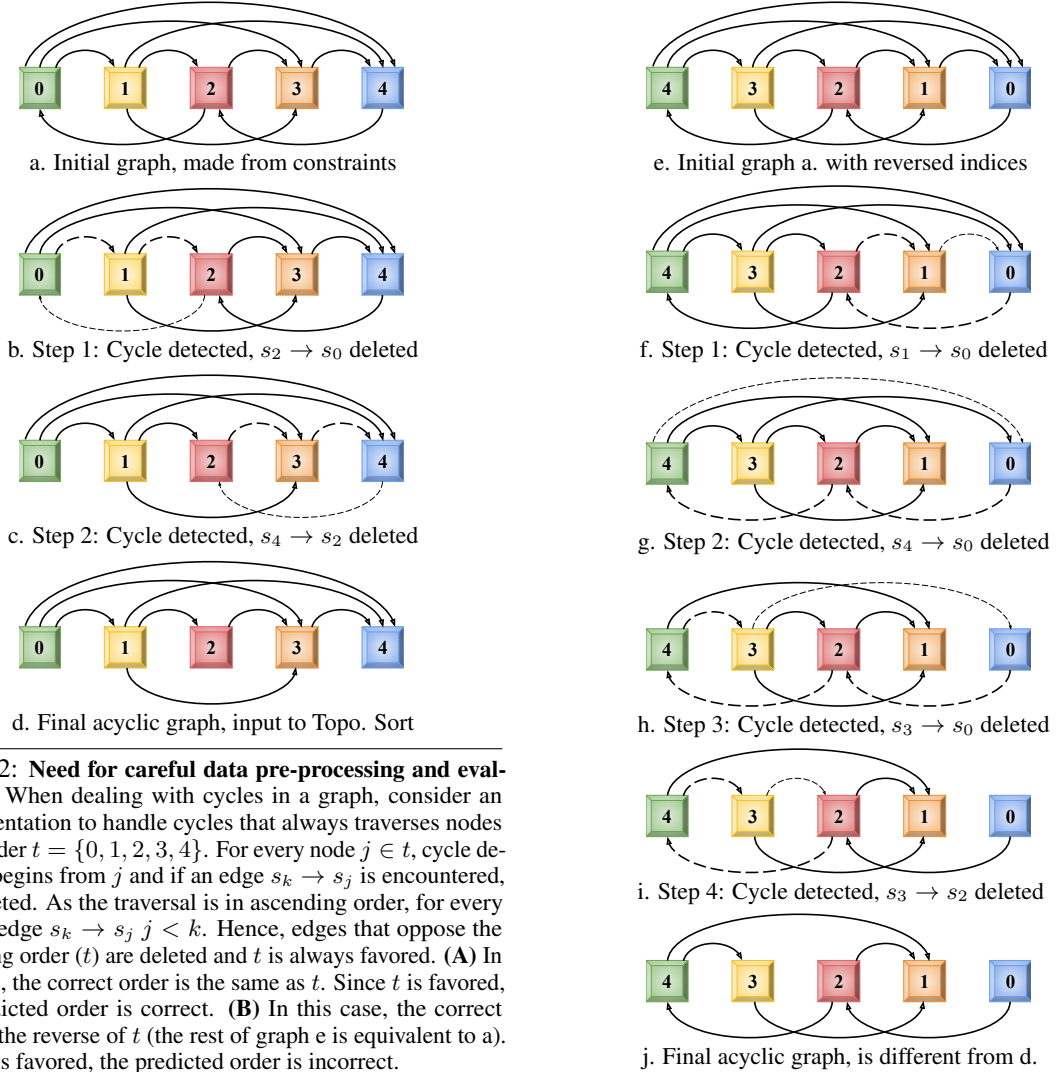 0 1 2 3 4
a. Initial graph, made from constraints
0 1 2 3 4
b. Step 1: Cycle detected, s₂ → s₀ deleted
0 1 2 3 4
c. Step 2: Cycle detected, s₄ → s₂ deleted
0 1 2 3 4
d. Final acyclic graph, input to Topo. Sort
2: Need for careful data pre-processing and eval-
When dealing with cycles in a graph, consider an
entation to handle cycles that always traverses nodes
der t = {0, 1, 2, 3, 4}. For every node j ∈ t, cycle de-
begins from j and if an edge sₖ → sⱼ is encountered,
eted. As the traversal is in ascending order, for every
edge sₖ → sⱼ j < k. Hence, edges that oppose the
ng order (t) are deleted and t is always favored. (A) In
, the correct order is the same as t. Since t is favored,
dicted order is correct. (B) In this case, the correct
the reverse of t (the rest of graph e is equivalent to a).
s favored, the predicted order is incorrect.
4 3 2 1 0
e. Initial graph a. with reversed indices
4 3 2 1 0
f. Step 1: Cycle detected, s₁ → s₀ deleted
4 3 2 1 0
g. Step 2: Cycle detected, s₄ → s₀ deleted
4 3 2 1 0
h. Step 3: Cycle detected, s₃ → s₀ deleted
4 3 2 1 0
i. Step 4: Cycle detected, s₃ → s₂ deleted
4 3 2 1 0
j. Final acyclic graph, is different from d.